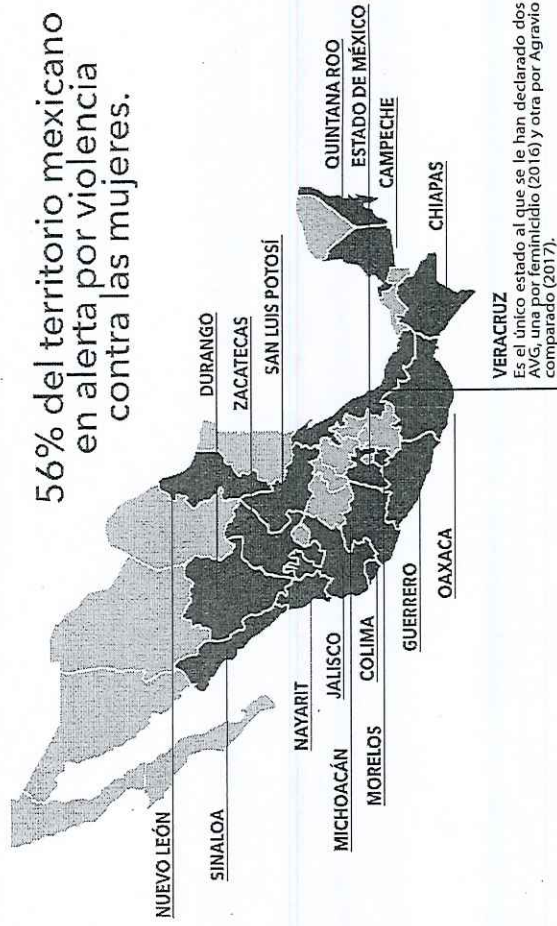 56% del territorio mexicano
en alerta por violencia
contra las mujeres.
NUEVO LEÓN
SINALOA
DURANGO
ZACATECAS
SAN LUIS POTOSÍ
NAYARIT
JALISCO
MICHOACÁN
COLIMA
MORELOS
GUERRERO
OAXACA
QUINTANA ROO
ESTADO DE MÉXICO
CAMPECHE
CHIAPAS
VERACRUZ
Es el único estado al que se le han declarado dos
AVG, una por feminicidio (2016) y otra por Agravio
comparado (2017).